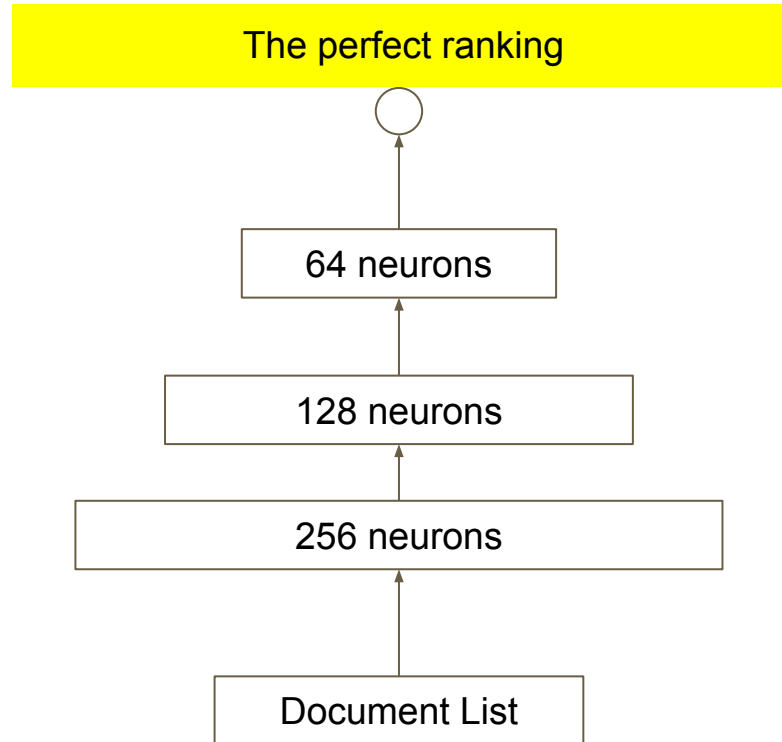 The perfect ranking
64 neurons
128 neurons
256 neurons
Document List